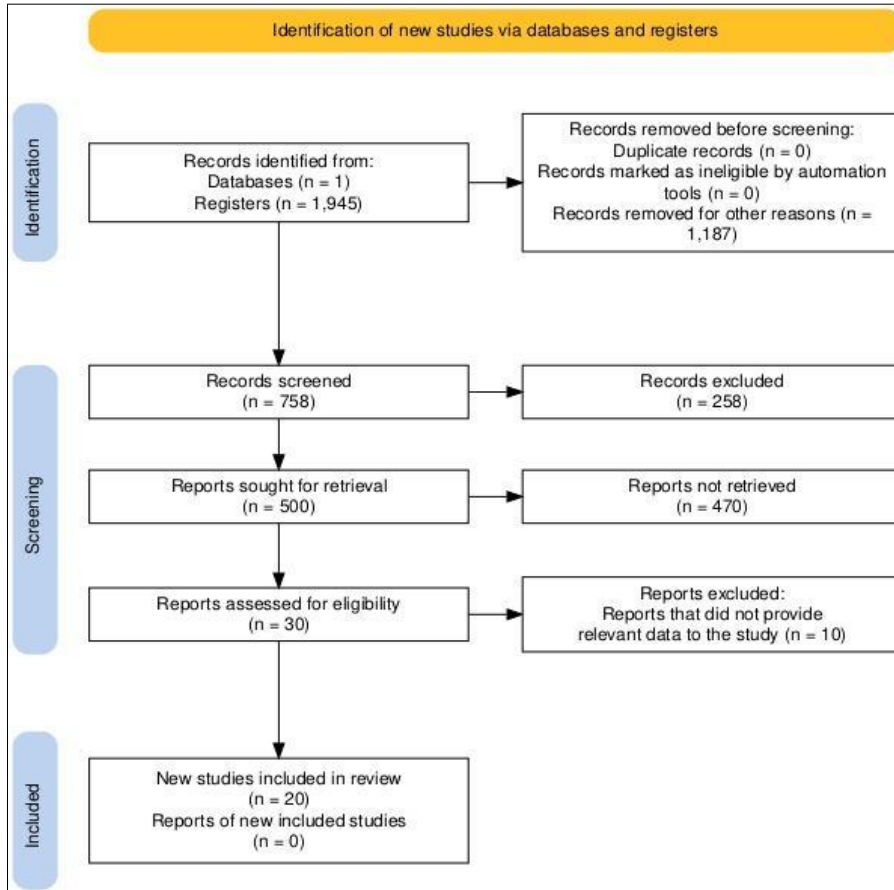 Identification of new studies via databases and registers
Identification
Records identified from:
Databases (n = 1)
Registers (n = 1,945)
Records removed before screening:
Duplicate records (n = 0)
Records marked as ineligible by automation
tools (n = 0)
Records removed for other reasons (n =
1,187)
Screening
Records screened
(n = 758)
Records excluded
(n = 258)
Reports sought for retrieval
(n = 500)
Reports not retrieved
(n = 470)
Reports assessed for eligibility
(n = 30)
Reports excluded:
Reports that did not provide
relevant data to the study (n = 10)
Included
New studies included in review
(n = 20)
Reports of new included studies
(n = 0)